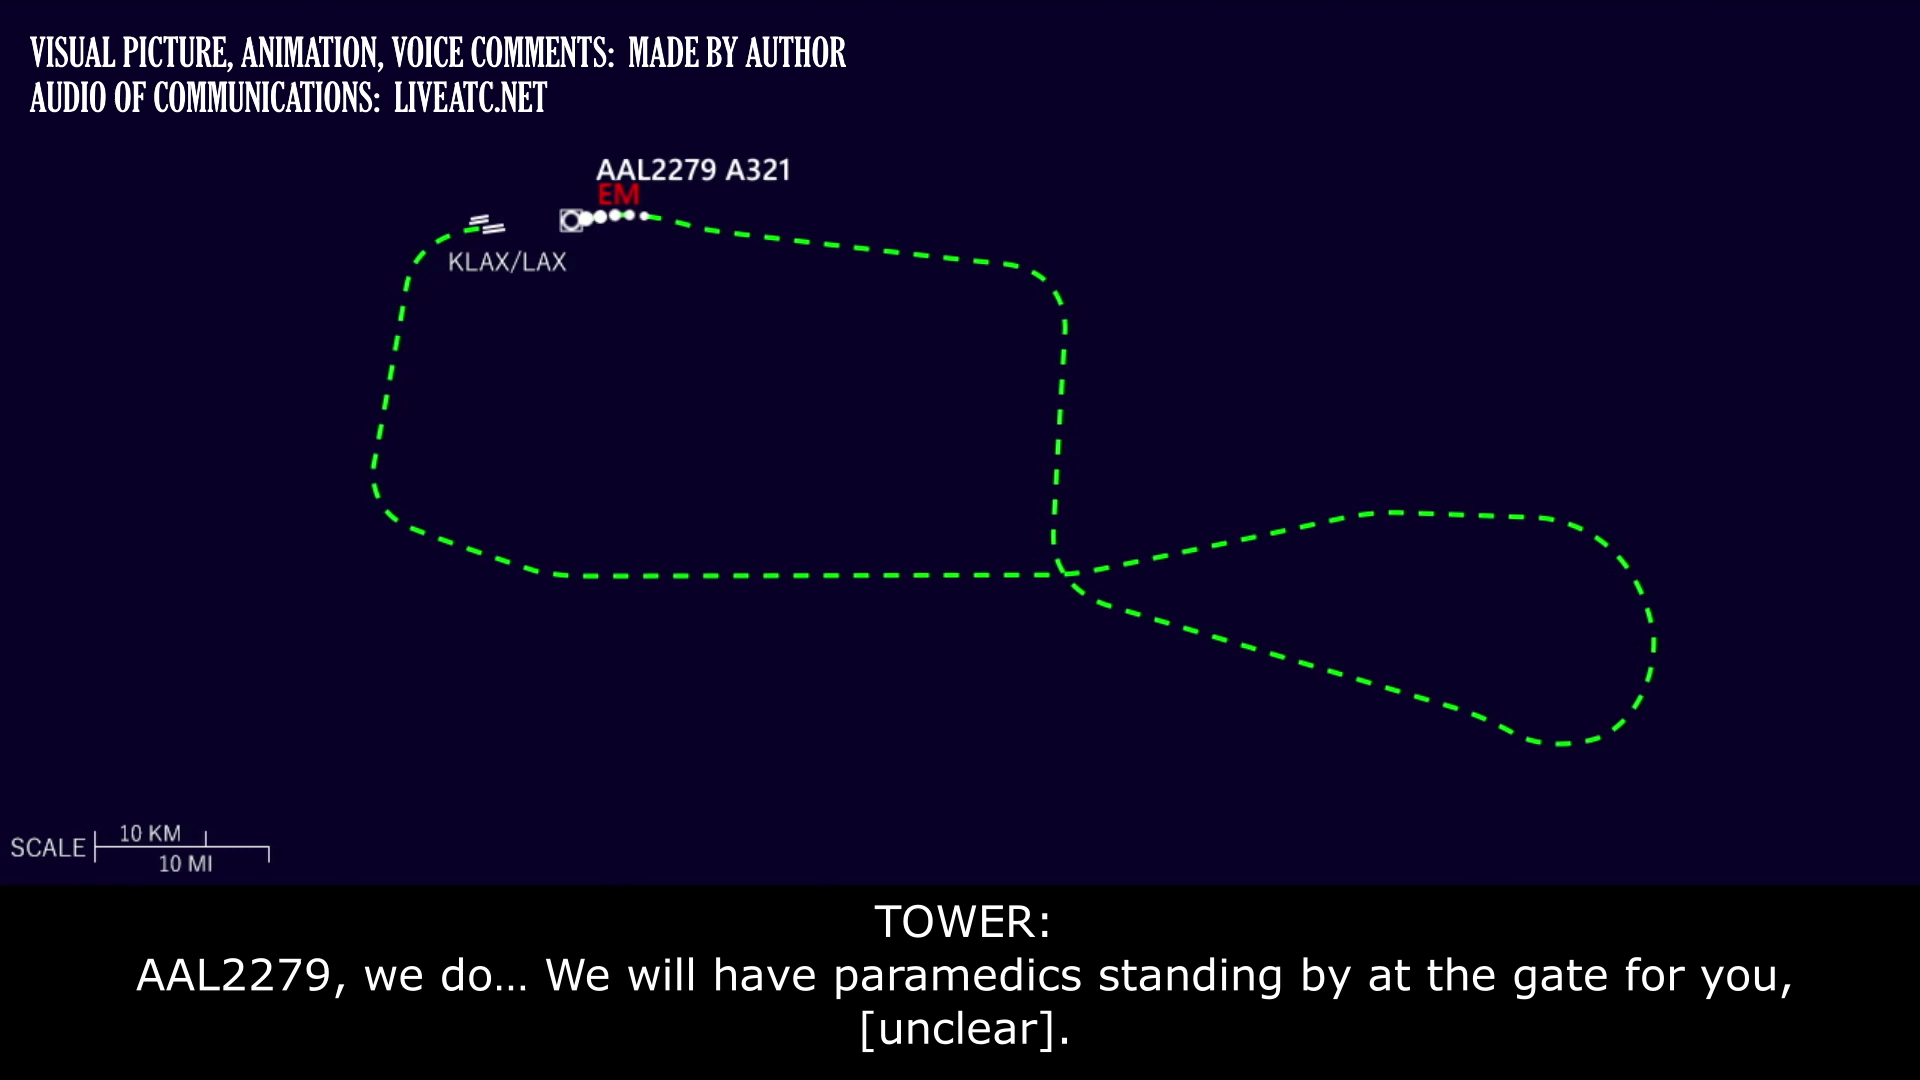 VISUAL PICTURE, ANIMATION, VOICE COMMENTS: MADE BY AUTHOR
AUDIO OF COMMUNICATIONS: LIVEATC.NET
AAL2279 A321
EM
KLAX/LAX
10 KM
SCALE
10 MI
TOWER:
AAL2279, we do... We will have paramedics standing by at the gate for you,
[unclear].